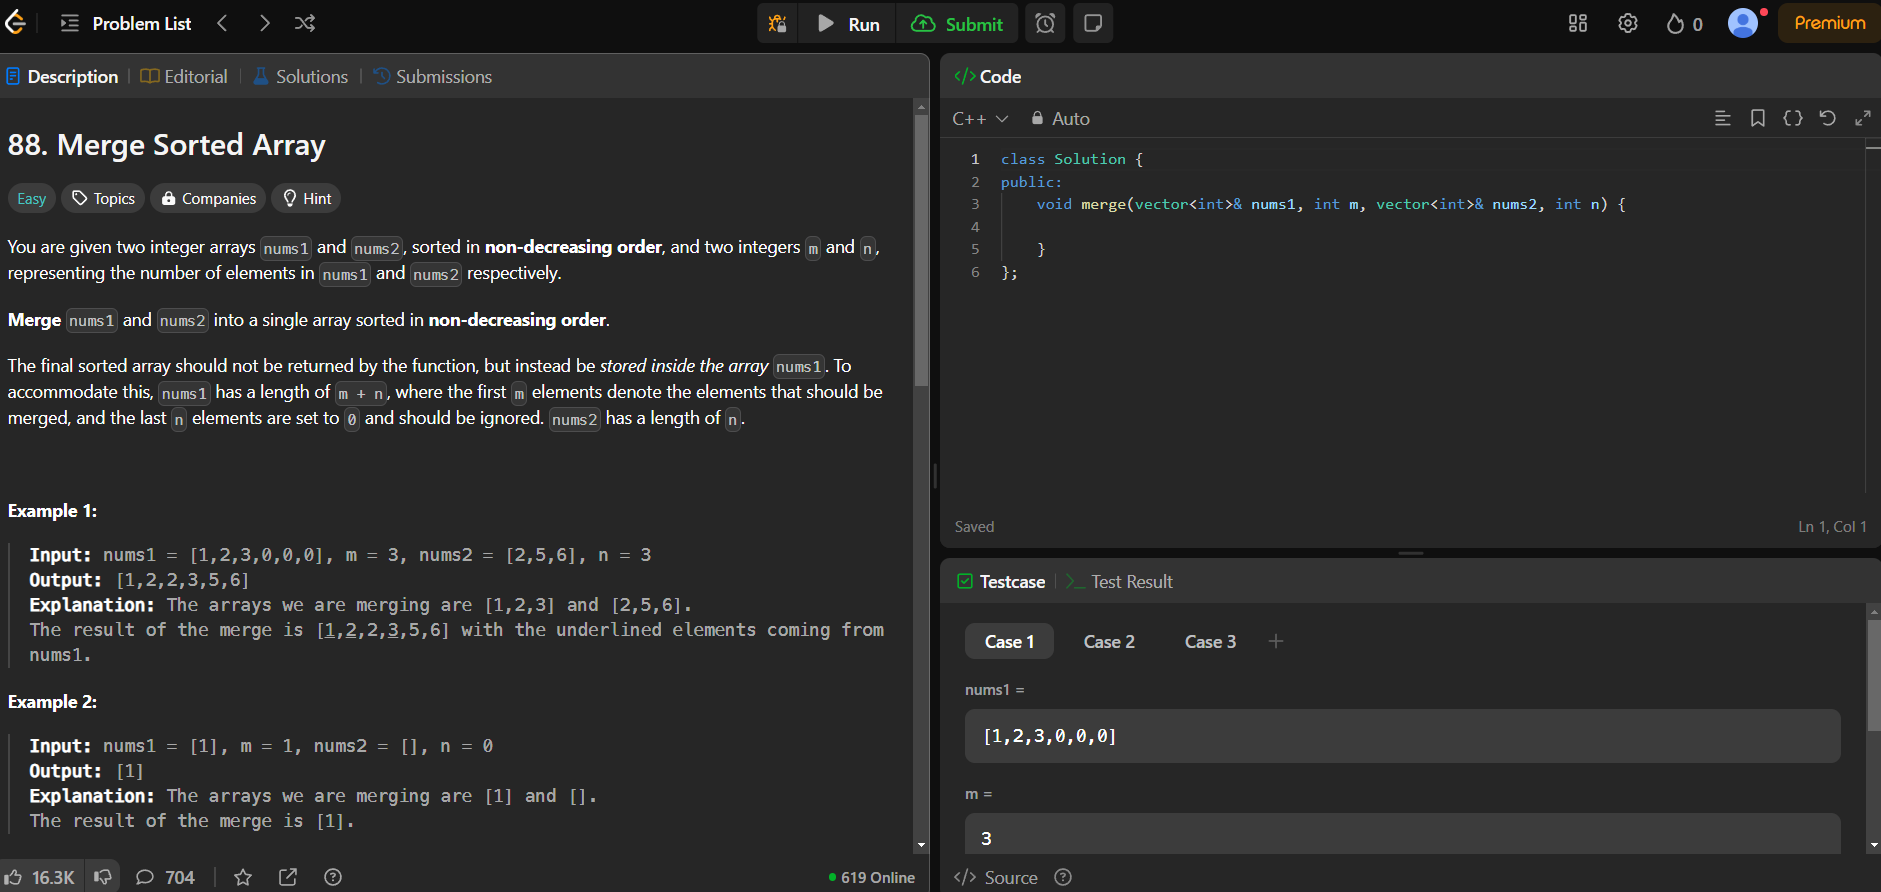 Problem List
Run
Submit
0
Premium
Description
Editorial
Solutions
Submissions
88. Merge Sorted Array
Easy
Topics
Companies
Hint
You are given two integer arrays nums1 and nums2, sorted in non-decreasing order, and two integers m and n,
representing the number of elements in nums1 and nums2 respectively.
Merge nums1 and nums2 into a single array sorted in non-decreasing order.
The final sorted array should not be returned by the function, but instead be stored inside the array nums1. To
accommodate this, nums1 has a length of m + n, where the first m elements denote the elements that should be
merged, and the last n elements are set to 0 and should be ignored. nums2 has a length of n.
Example 1:
Input: nums1 = [1,2,3,0,0,0], m = 3, nums2 = [2,5,6], n = 3
Output: [1,2,2,3,5,6]
Explanation: The arrays we are merging are [1,2,3] and [2,5,6].
The result of the merge is [1,2,2,3,5,6] with the underlined elements coming from
nums1.
Example 2:
Input: nums1 = [1], m = 1, nums2 = [], n = 0
Output: [1]
Explanation: The arrays we are merging are [1] and [].
The result of the merge is [1].
16.3K
704
619 Online
</> Code
C++
Auto
1 class Solution {
2 public:
3     void merge(vector<int>& nums1, int m, vector<int>& nums2, int n) {
4
5     }
6 };
Saved
Ln 1, Col 1
Testcase
>_ Test Result
Case 1
Case 2
Case 3
+
nums1 =
[1,2,3,0,0,0]
m =
3
</> Source